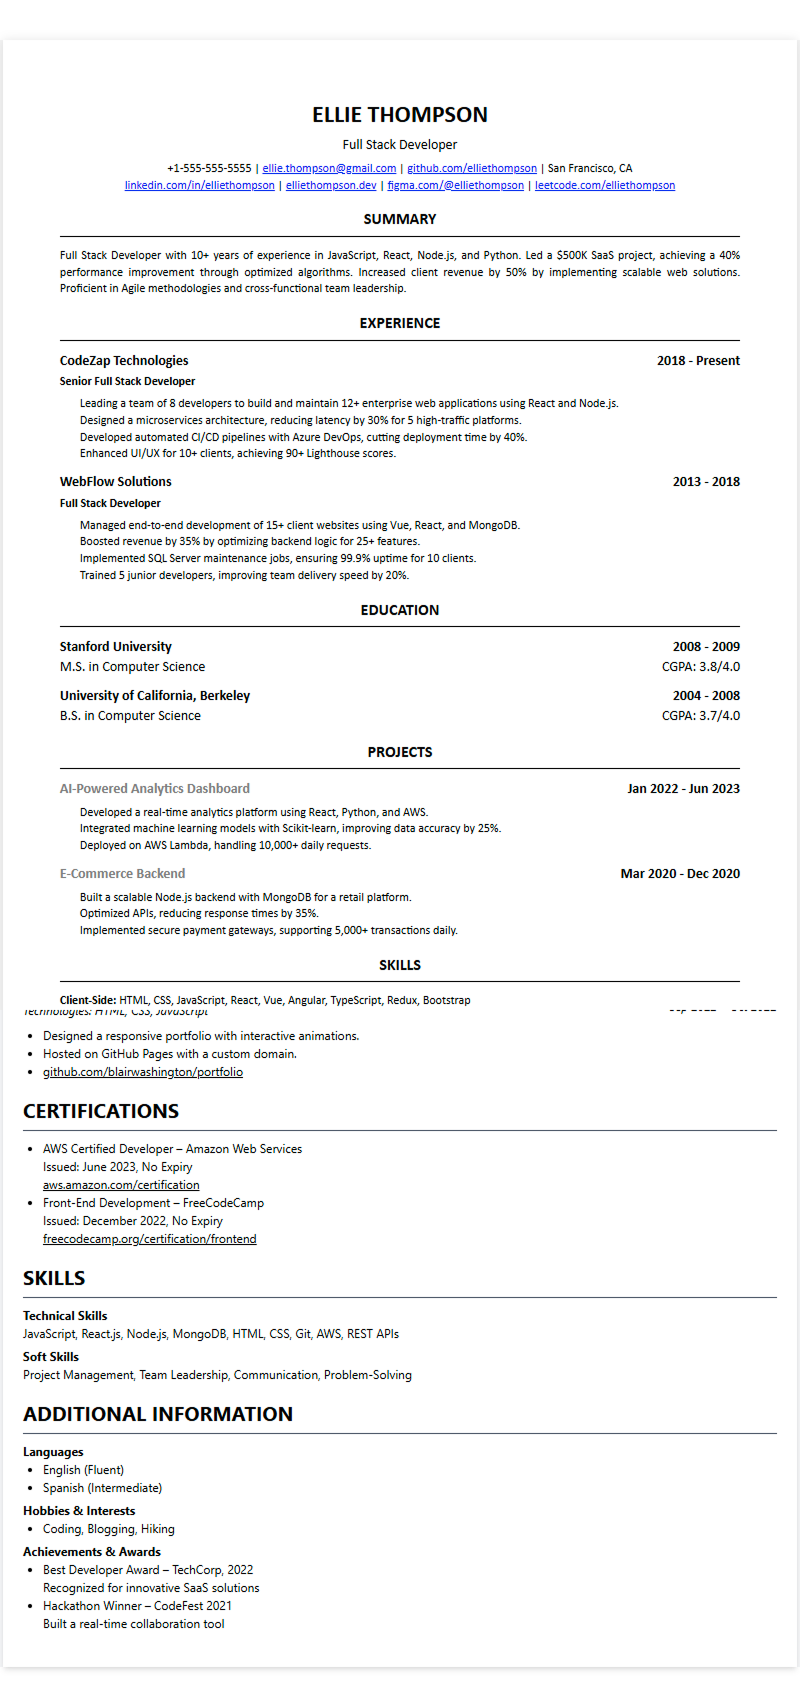 ELLIE THOMPSON
Full Stack Developer
+1-555-555-5555 | ellie.thompson@gmail.com | github.com/elliethompson | San Francisco, CA
linkedin.com/in/elliethompson | elliethompson.dev | figma.com/@elliethompson | leetcode.com/elliethompson
SUMMARY
Full Stack Developer with 10+ years of experience in JavaScript, React, Node.js, and Python. Led a $500K SaaS project, achieving a 40%
performance improvement through optimized algorithms. Increased client revenue by 50% by implementing scalable web solutions.
Proficient in Agile methodologies and cross-functional team leadership.
EXPERIENCE
CodeZap Technologies 2018 - Present
Senior Full Stack Developer
Leading a team of 8 developers to build and maintain 12+ enterprise web applications using React and Node.js.
Designed a microservices architecture, reducing latency by 30% for 5 high-traffic platforms.
Developed automated CI/CD pipelines with Azure DevOps, cutting deployment time by 40%.
Enhanced UI/UX for 10+ clients, achieving 90+ Lighthouse scores.
WebFlow Solutions 2013 - 2018
Full Stack Developer
Managed end-to-end development of 15+ client websites using Vue, React, and MongoDB.
Boosted revenue by 35% by optimizing backend logic for 25+ features.
Implemented SQL Server maintenance jobs, ensuring 99.9% uptime for 10 clients.
Trained 5 junior developers, improving team delivery speed by 20%.
EDUCATION
Stanford University 2008 - 2009
M.S. in Computer Science CGPA: 3.8/4.0
University of California, Berkeley 2004 - 2008
B.S. in Computer Science CGPA: 3.7/4.0
PROJECTS
AI-Powered Analytics Dashboard Jan 2022 - Jun 2023
Developed a real-time analytics platform using React, Python, and AWS.
Integrated machine learning models with Scikit-learn, improving data accuracy by 25%.
Deployed on AWS Lambda, handling 10,000+ daily requests.
E-Commerce Backend Mar 2020 - Dec 2020
Built a scalable Node.js backend with MongoDB for a retail platform.
Optimized APIs, reducing response times by 35%.
Implemented secure payment gateways, supporting 5,000+ transactions daily.
SKILLS
Client-Side: HTML, CSS, JavaScript, React, Vue, Angular, TypeScript, Redux, Bootstrap
Technologies: HTML, CSS, JavaScript
• Designed a responsive portfolio with interactive animations.
• Hosted on GitHub Pages with a custom domain.
• github.com/blairwashington/portfolio
CERTIFICATIONS
• AWS Certified Developer – Amazon Web Services
Issued: June 2023, No Expiry
aws.amazon.com/certification
• Front-End Development – FreeCodeCamp
Issued: December 2022, No Expiry
freecodecamp.org/certification/frontend
SKILLS
Technical Skills
JavaScript, React.js, Node.js, MongoDB, HTML, CSS, Git, AWS, REST APIs
Soft Skills
Project Management, Team Leadership, Communication, Problem-Solving
ADDITIONAL INFORMATION
Languages
• English (Fluent)
• Spanish (Intermediate)
Hobbies & Interests
• Coding, Blogging, Hiking
Achievements & Awards
• Best Developer Award – TechCorp, 2022
Recognized for innovative SaaS solutions
• Hackathon Winner – CodeFest 2021
Built a real-time collaboration tool